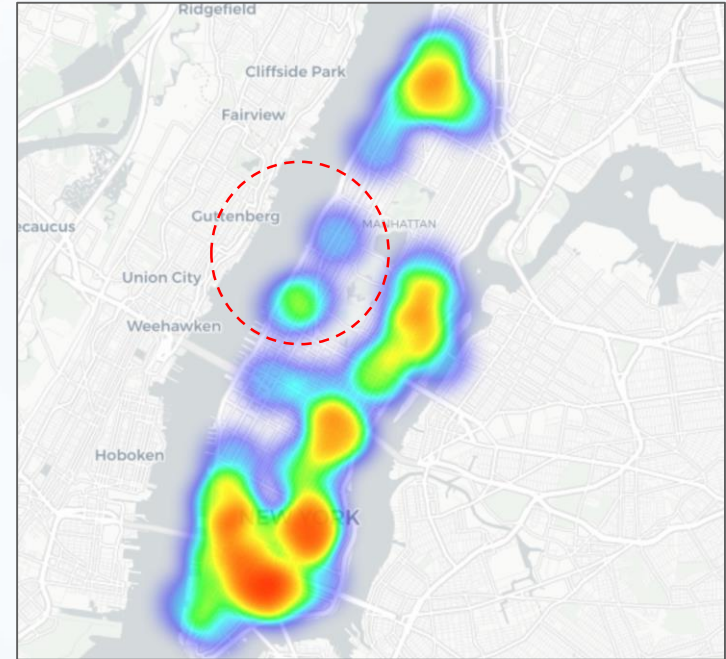 Ridgefield
Cliffside Park
Fairview
Guttenberg
MANHATTAN
ecaucus
Union City
Weehawken
Hoboken
NEW YORK